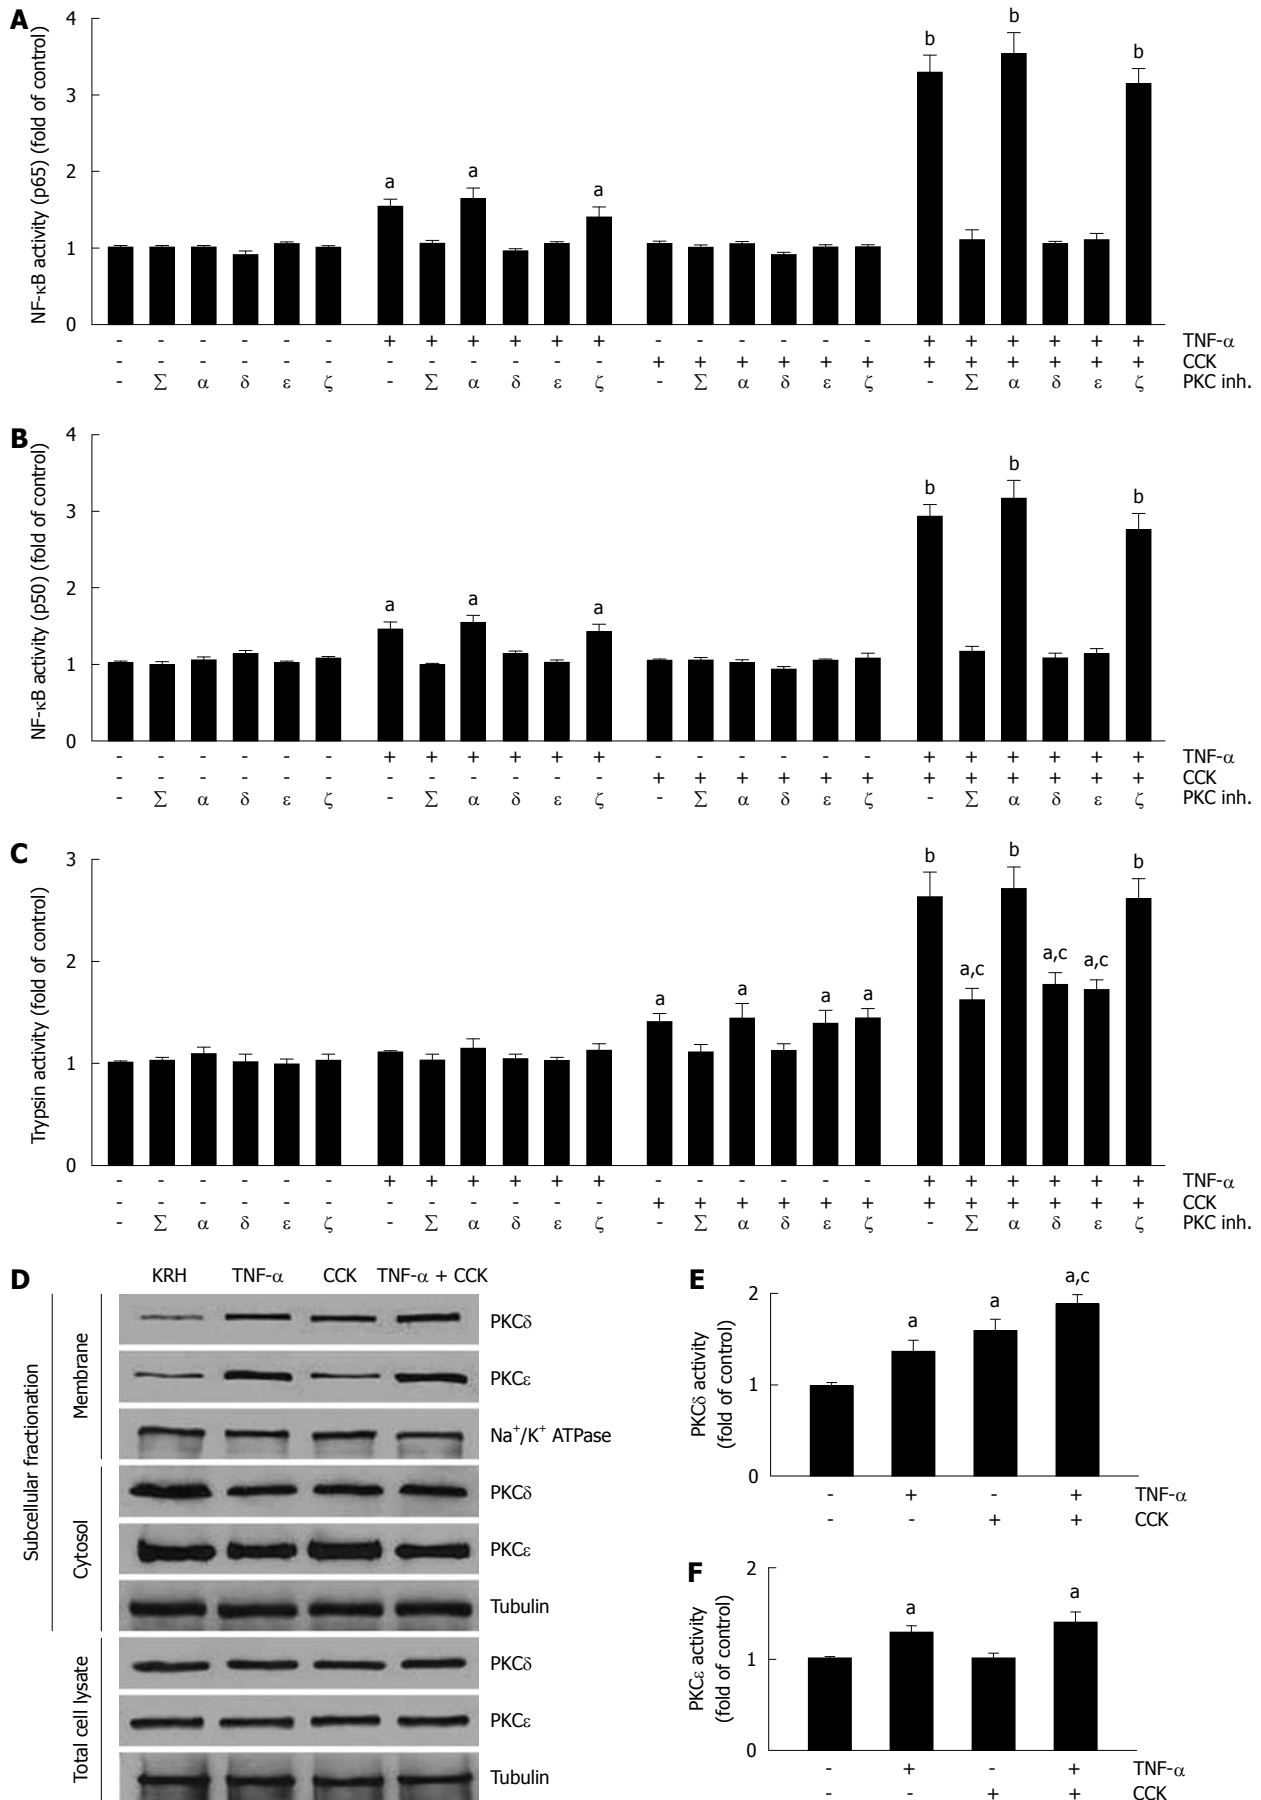 A
NF-κB activity (p65) (fold of control)
4
3
2
1
0
a a a b b b
- - - - - - + + + + + + - - - - - - + + + + + + TNF-α
- - - - - - - - - - - - + + + + + + + + + + + + CCK
- Σ α δ ε ζ - Σ α δ ε ζ - Σ α δ ε ζ - Σ α δ ε ζ PKC inh.
B
NF-κB activity (p50) (fold of control)
4
3
2
1
0
a a a b b b
- - - - - - + + + + + + - - - - - - + + + + + + TNF-α
- - - - - - - - - - - - + + + + + + + + + + + + CCK
- Σ α δ ε ζ - Σ α δ ε ζ - Σ α δ ε ζ - Σ α δ ε ζ PKC inh.
C
Trypsin activity (fold of control)
3
2
1
0
a a a a b a,c b a,c a,c b
- - - - - - + + + + + + - - - - - - + + + + + + TNF-α
- - - - - - - - - - - - + + + + + + + + + + + + CCK
- Σ α δ ε ζ - Σ α δ ε ζ - Σ α δ ε ζ - Σ α δ ε ζ PKC inh.
D
KRH TNF-α CCK TNF-α + CCK
Subcellular fractionation
Membrane
PKCδ
PKCε
Na⁺/K⁺ ATPase
Cytosol
PKCδ
PKCε
Tubulin
Total cell lysate
PKCδ
PKCε
Tubulin
E
PKCδ activity
(fold of control)
2
1
0
a a a,c
- + - + TNF-α
- - + + CCK
F
PKCε activity
(fold of control)
2
1
0
a a
- + - + TNF-α
- - + + CCK